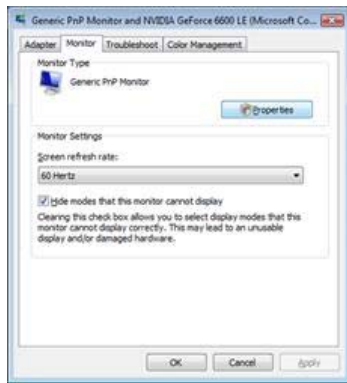 Generic PnP Monitor and NVIDIA GeForce 6600 LE (Microsoft Co...
Adapter Monitor Troubleshoot Color Management
Monitor Type
Generic PnP Monitor
Properties
Monitor Settings
Screen refresh rate:
60 Hertz
Hide modes that this monitor cannot display
Clearing this check box allows you to select display modes that this
monitor cannot display correctly. This may lead to an unusable
display and/or damaged hardware.
OK Cancel Apply